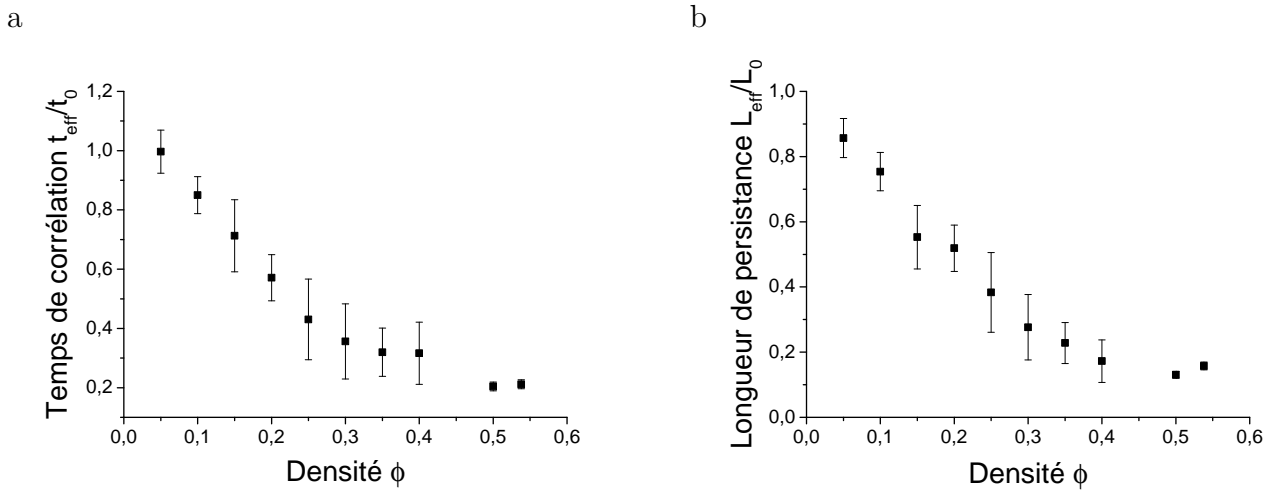 a
Temps de corrélation t_eff/t_0
1,2
1,0
0,8
0,6
0,4
0,2
0,0 0,1 0,2 0,3 0,4 0,5 0,6
Densité ϕ
b
Longueur de persistance L_eff/L_0
1,0
0,8
0,6
0,4
0,2
0,0
0,0 0,1 0,2 0,3 0,4 0,5 0,6
Densité ϕ